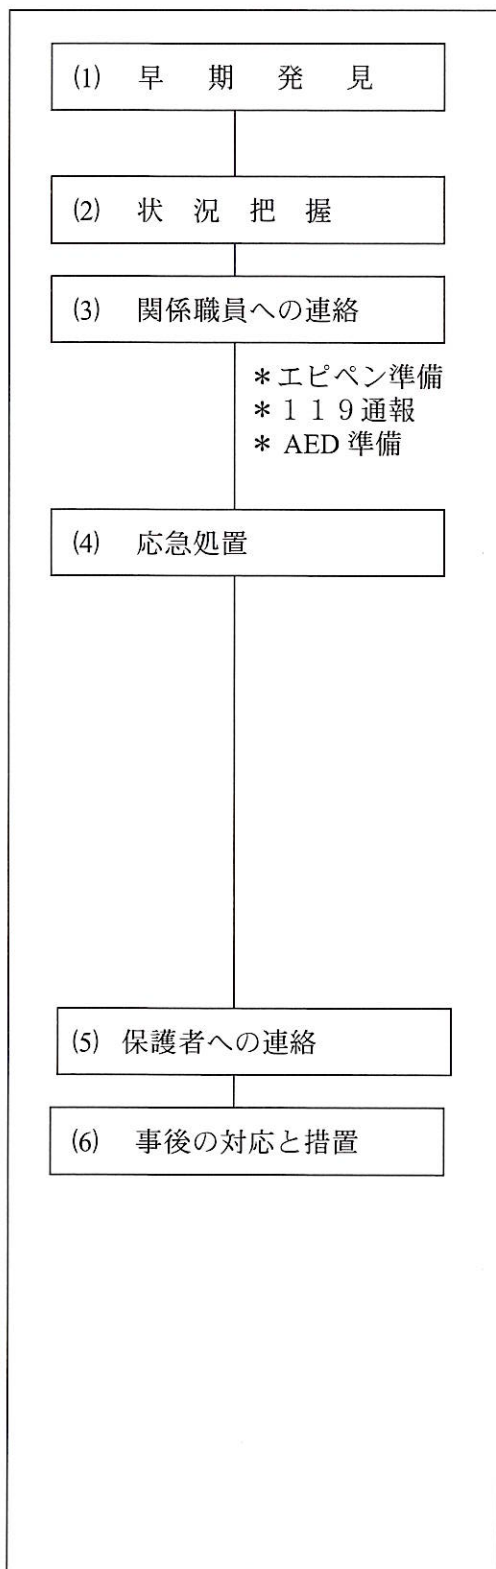 (1) 早期発見
(2) 状況把握
(3) 関係職員への連絡
＊エピペン準備
＊１１９通報
＊ AED 準備
(4) 応急処置
(5) 保護者への連絡
(6) 事後の対応と措置